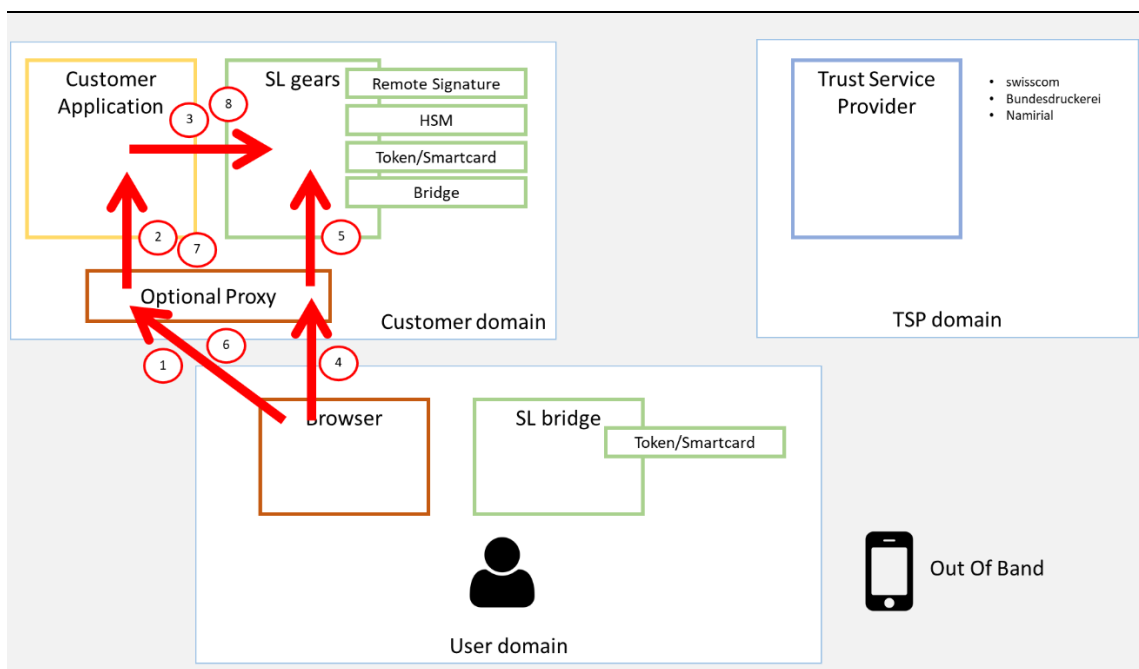 Customer
Application
SL gears
Remote Signature
HSM
Token/Smartcard
Bridge
3
8
2
7
5
Optional Proxy
Customer domain
Trust Service
Provider
• swisscom
• Bundesdruckerei
• Namirial
TSP domain
1
6
4
Browser
SL bridge
Token/Smartcard
User domain
Out Of Band